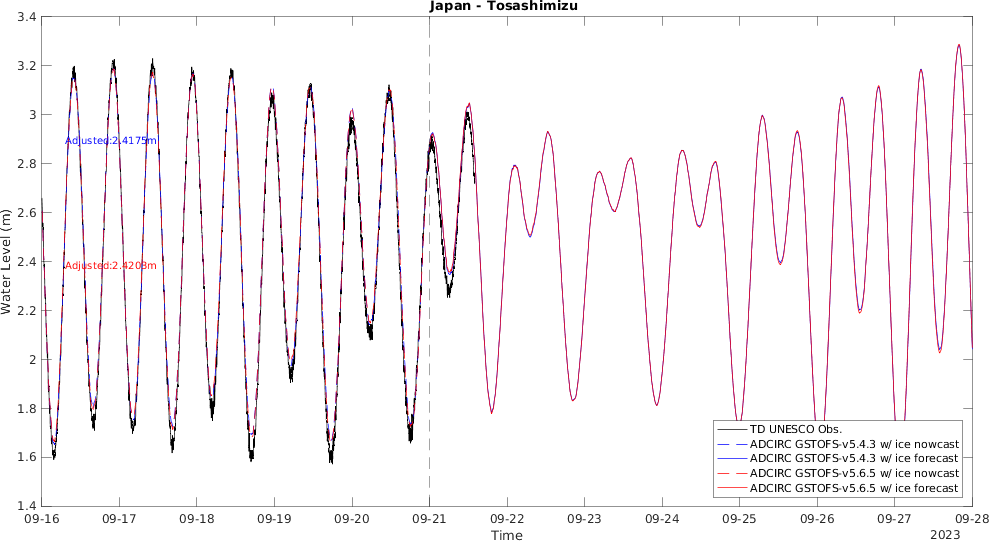 Japan - Tosashimizu
3.4
3.2
3
2.8
2.6
2.4
2.2
2
1.8
1.6
1.4
Water Level (m)
Adjusted:2.4175m
Adjusted:2.4203m
TD UNESCO Obs.
ADCIRC GSTOFS-v5.4.3 w/ ice nowcast
ADCIRC GSTOFS-v5.4.3 w/ ice forecast
ADCIRC GSTOFS-v5.6.5 w/ ice nowcast
ADCIRC GSTOFS-v5.6.5 w/ ice forecast
09-16 09-17 09-18 09-19 09-20 09-21 09-22 09-23 09-24 09-25 09-26 09-27 09-28
Time
2023